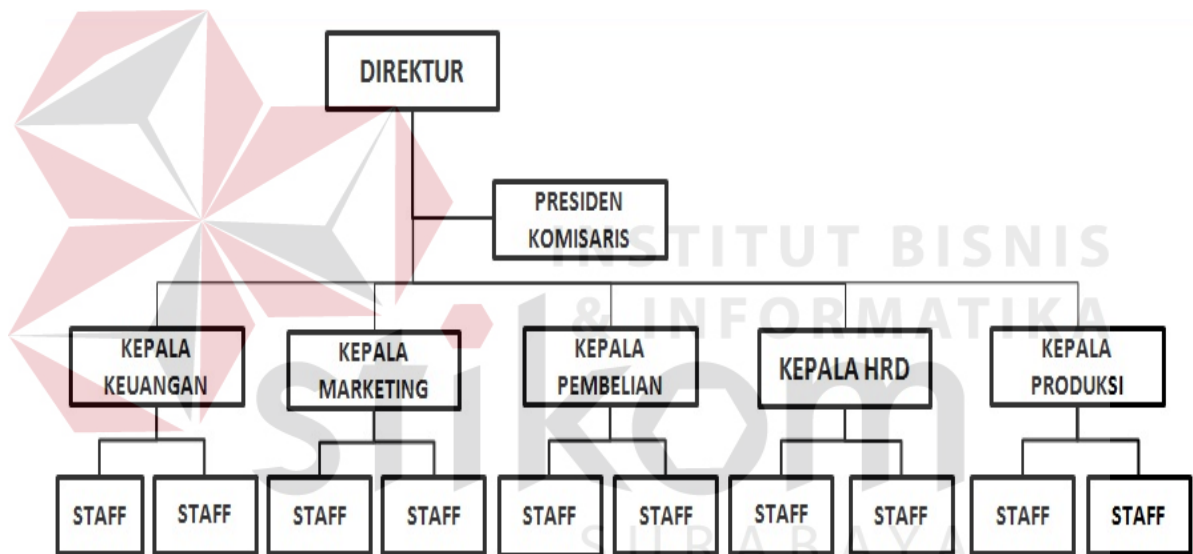 DIREKTUR
PRESIDEN
KOMISARIS
INSTITUT BISNIS
& INFORMATIKA
stikom
SURABAYA
KEPALA
KEUANGAN
KEPALA
MARKETING
KEPALA
PEMBELIAN
KEPALA HRD
KEPALA
PRODUKSI
STAFF
STAFF
STAFF
STAFF
STAFF
STAFF
STAFF
STAFF
STAFF
STAFF